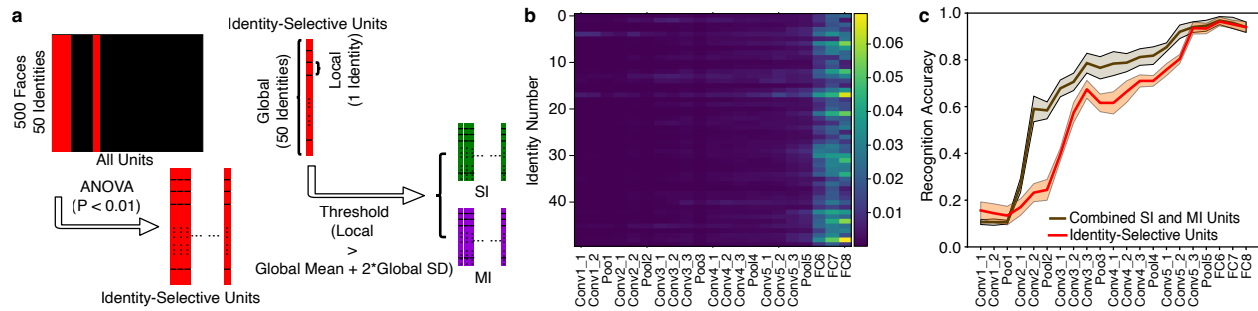 a
500 Faces
50 Identities
All Units
ANOVA
(P < 0.01)
Identity-Selective Units
Identity-Selective Units
Global
(50 Identities)
Local
(1 Identity)
Threshold
(Local
>
Global Mean + 2*Global SD)
SI
MI
b
Identity Number
0
10
20
30
40
Conv1_1
Conv1_2
Poo1
Conv2_1
Conv2_2
Pool2
Conv3_1
Conv3_2
Conv3_3
Poo3
Conv4_1
Conv4_2
Conv4_3
Pool4
Conv5_1
Conv5_2
Conv5_3
Pool5
FC6
FC7
FC8
0.06
0.05
0.04
0.03
0.02
0.01
c
Recognition Accuracy
1.0
0.8
0.6
0.4
0.2
0.0
Combined SI and MI Units
Identity-Selective Units
Conv1_1
Conv1_2
Poo1
Conv2_1
Conv2_2
Pool2
Conv3_1
Conv3_2
Conv3_3
Poo3
Conv4_1
Conv4_2
Conv4_3
Pool4
Conv5_1
Conv5_2
Conv5_3
Pool5
FC6
FC7
FC8